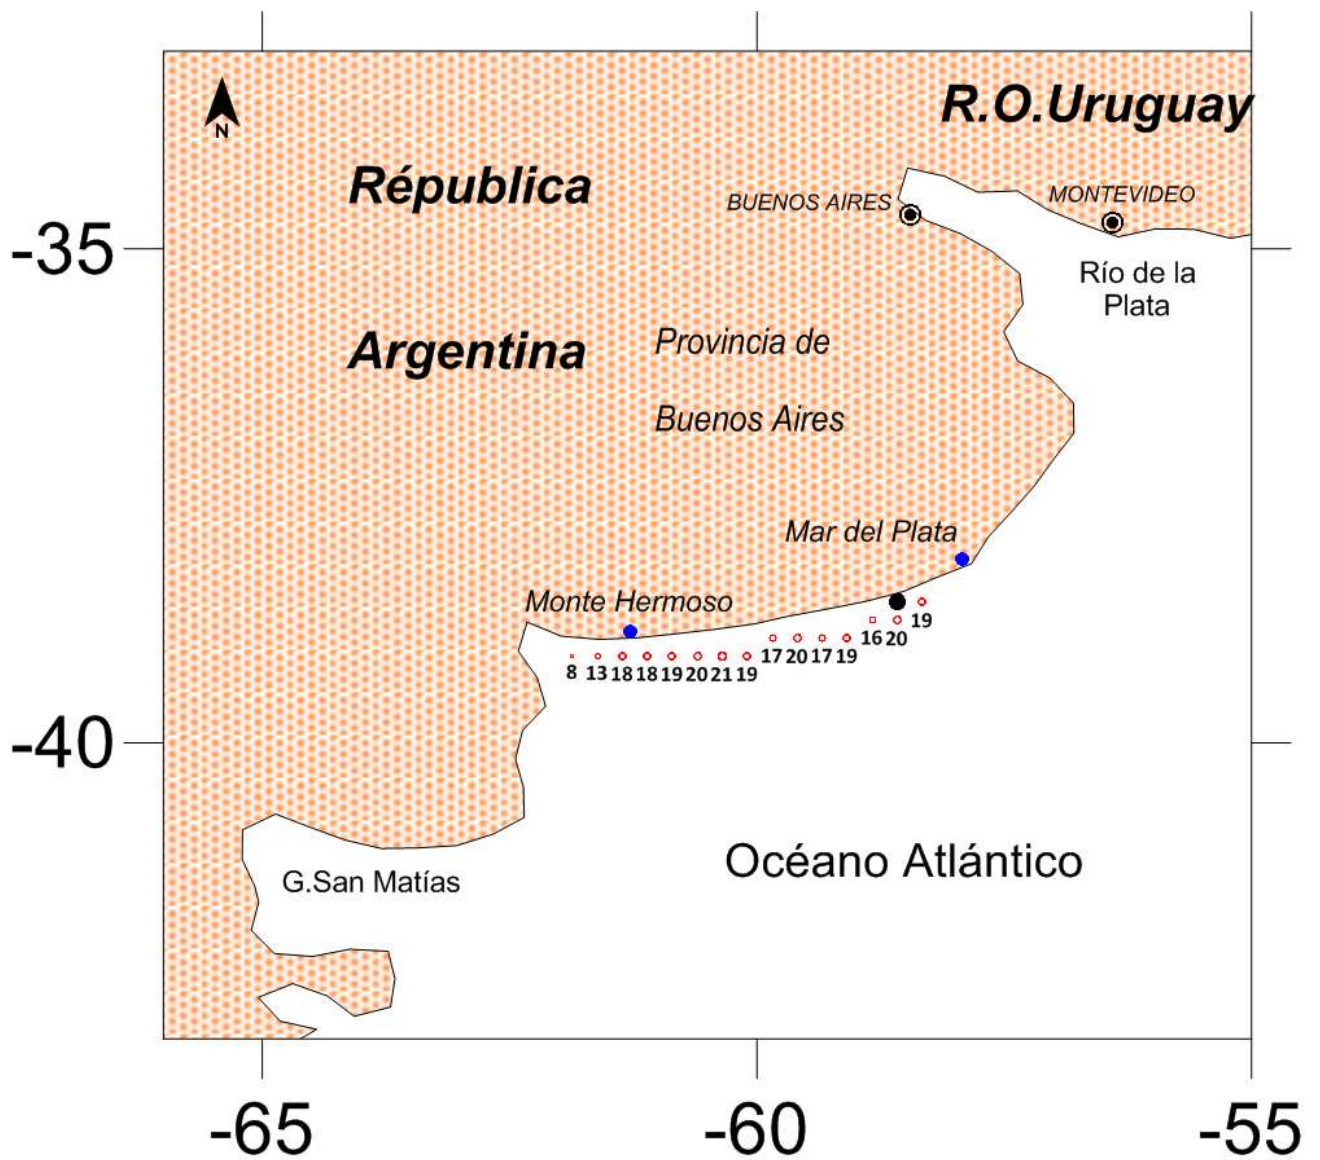 R.O.Uruguay
N
Républica
MONTEVIDEO
BUENOS AIRES
-35
Río de la
Plata
Argentina
Provincia de
Buenos Aires
Mar del Plata
Monte Hermoso
19
16 20
17 20 17 19
8 13 18 18 19 20 21 19
-40
Océano Atlántico
G.San Matías
-65 -60 -55